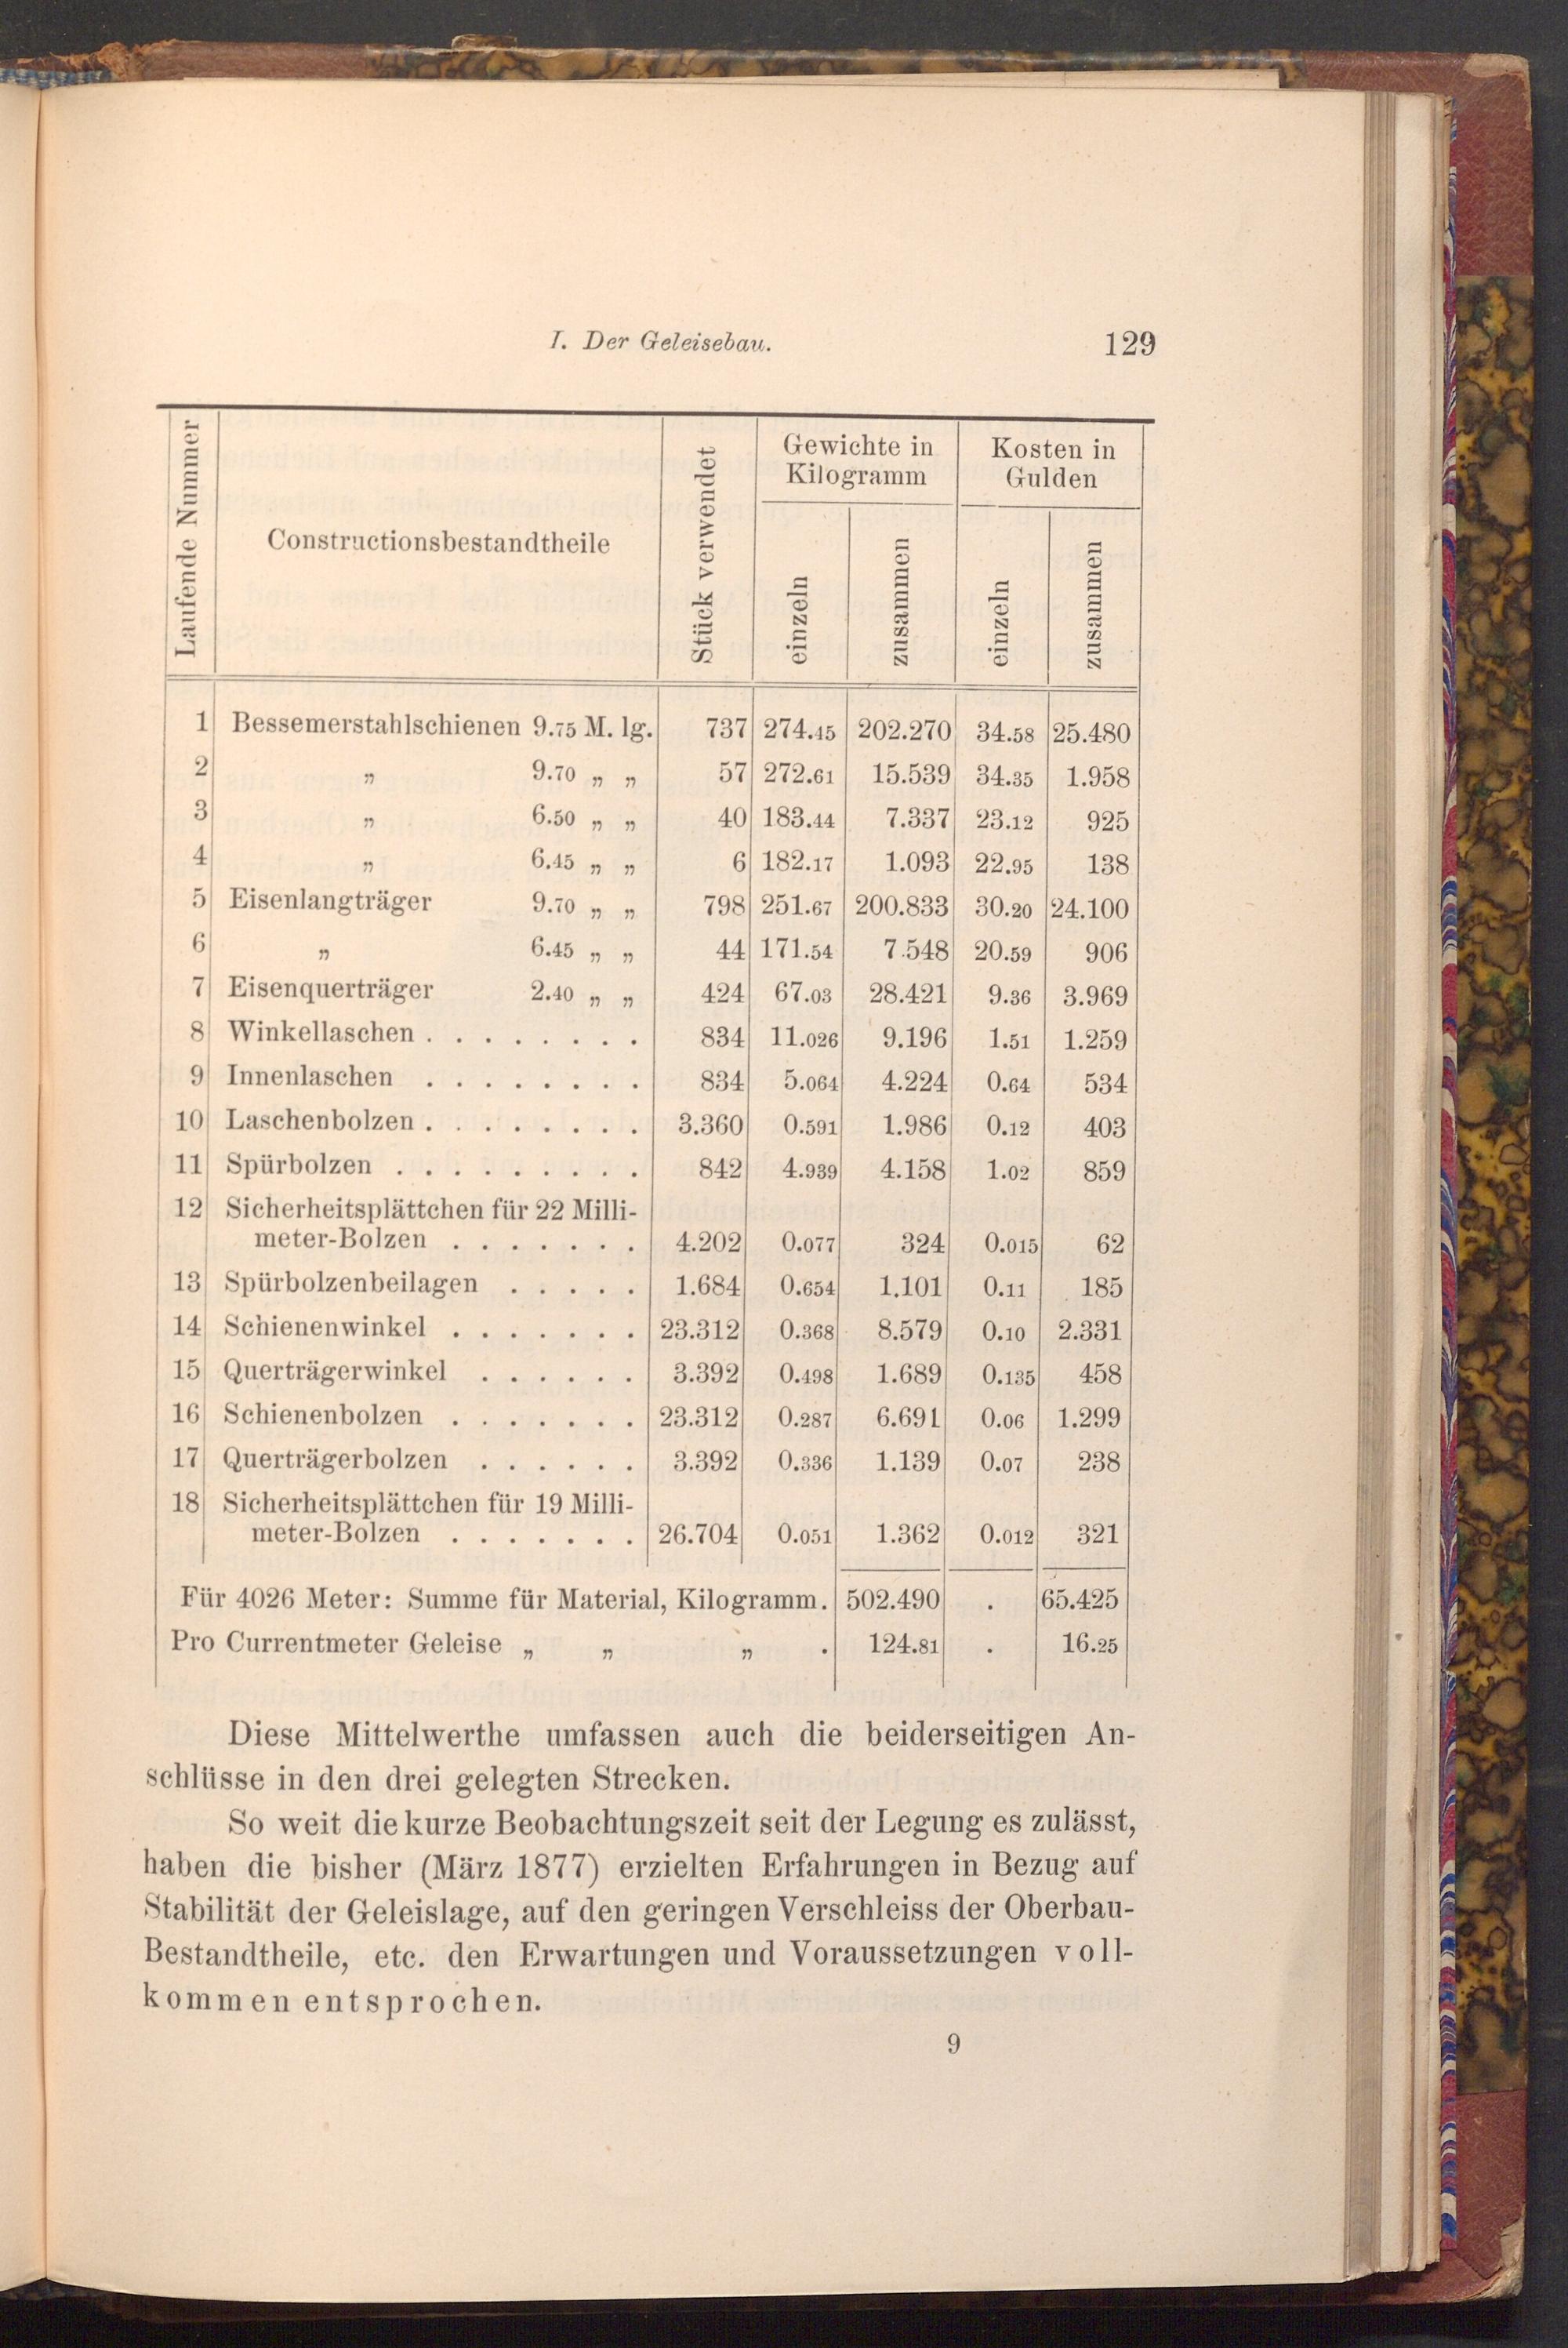 I. Der Geleisebau. 129
Laufende Nummer
Constructionsbestandtheile
Stück verwendet
Gewichte in
Kilogramm
Kosten in
Gulden
einzeln
zusammen
einzeln
zusammen
1 Bessemerstahlschienen 9.75 M. lg. 737 274.45 202.270 34.58 25.480
2 „ 9.70 „ „ 57 272.61 15.539 34.35 1.958
3 „ 6.50 „ „ 40 183.44 7.337 23.12 925
4 „ 6.45 „ „ 6 182.17 1.093 22.95 138
5 Eisenlangträger 9.70 „ „ 798 251.67 200.833 30.20 24.100
6 „ 6.45 „ „ 44 171.54 7.548 20.59 906
7 Eisenquerträger 2.40 „ „ 424 67.03 28.421 9.36 3.969
8 Winkellaschen . . . . . . . . 834 11.026 9.196 1.51 1.259
9 Innenlaschen . . . . . . . . 834 5.064 4.224 0.64 534
10 Laschenbolzen . . . . . . . . 3.360 0.591 1.986 0.12 403
11 Spürbolzen . . . . . . . . . 842 4.939 4.158 1.02 859
12 Sicherheitsplättchen für 22 Milli-
meter-Bolzen . . . . . . . 4.202 0.077 324 0.015 62
13 Spürbolzenbeilagen . . . . . 1.684 0.654 1.101 0.11 185
14 Schienenwinkel . . . . . . . 23.312 0.368 8.579 0.10 2.331
15 Querträgerwinkel . . . . . . 3.392 0.498 1.689 0.135 458
16 Schienenbolzen . . . . . . . 23.312 0.287 6.691 0.06 1.299
17 Querträgerbolzen . . . . . . 3.392 0.336 1.139 0.07 238
18 Sicherheitsplättchen für 19 Milli-
meter-Bolzen . . . . . . . 26.704 0.051 1.362 0.012 321
Für 4026 Meter: Summe für Material, Kilogramm. 502.490 . 65.425
Pro Currentmeter Geleise „ „ „ . 124.81 . 16.25
Diese Mittelwerthe umfassen auch die beiderseitigen An-
schlüsse in den drei gelegten Strecken.
So weit die kurze Beobachtungszeit seit der Legung es zulässt,
haben die bisher (März 1877) erzielten Erfahrungen in Bezug auf
Stabilität der Geleislage, auf den geringen Verschleiss der Oberbau-
Bestandtheile, etc. den Erwartungen und Voraussetzungen voll-
kommen entsprochen.
9